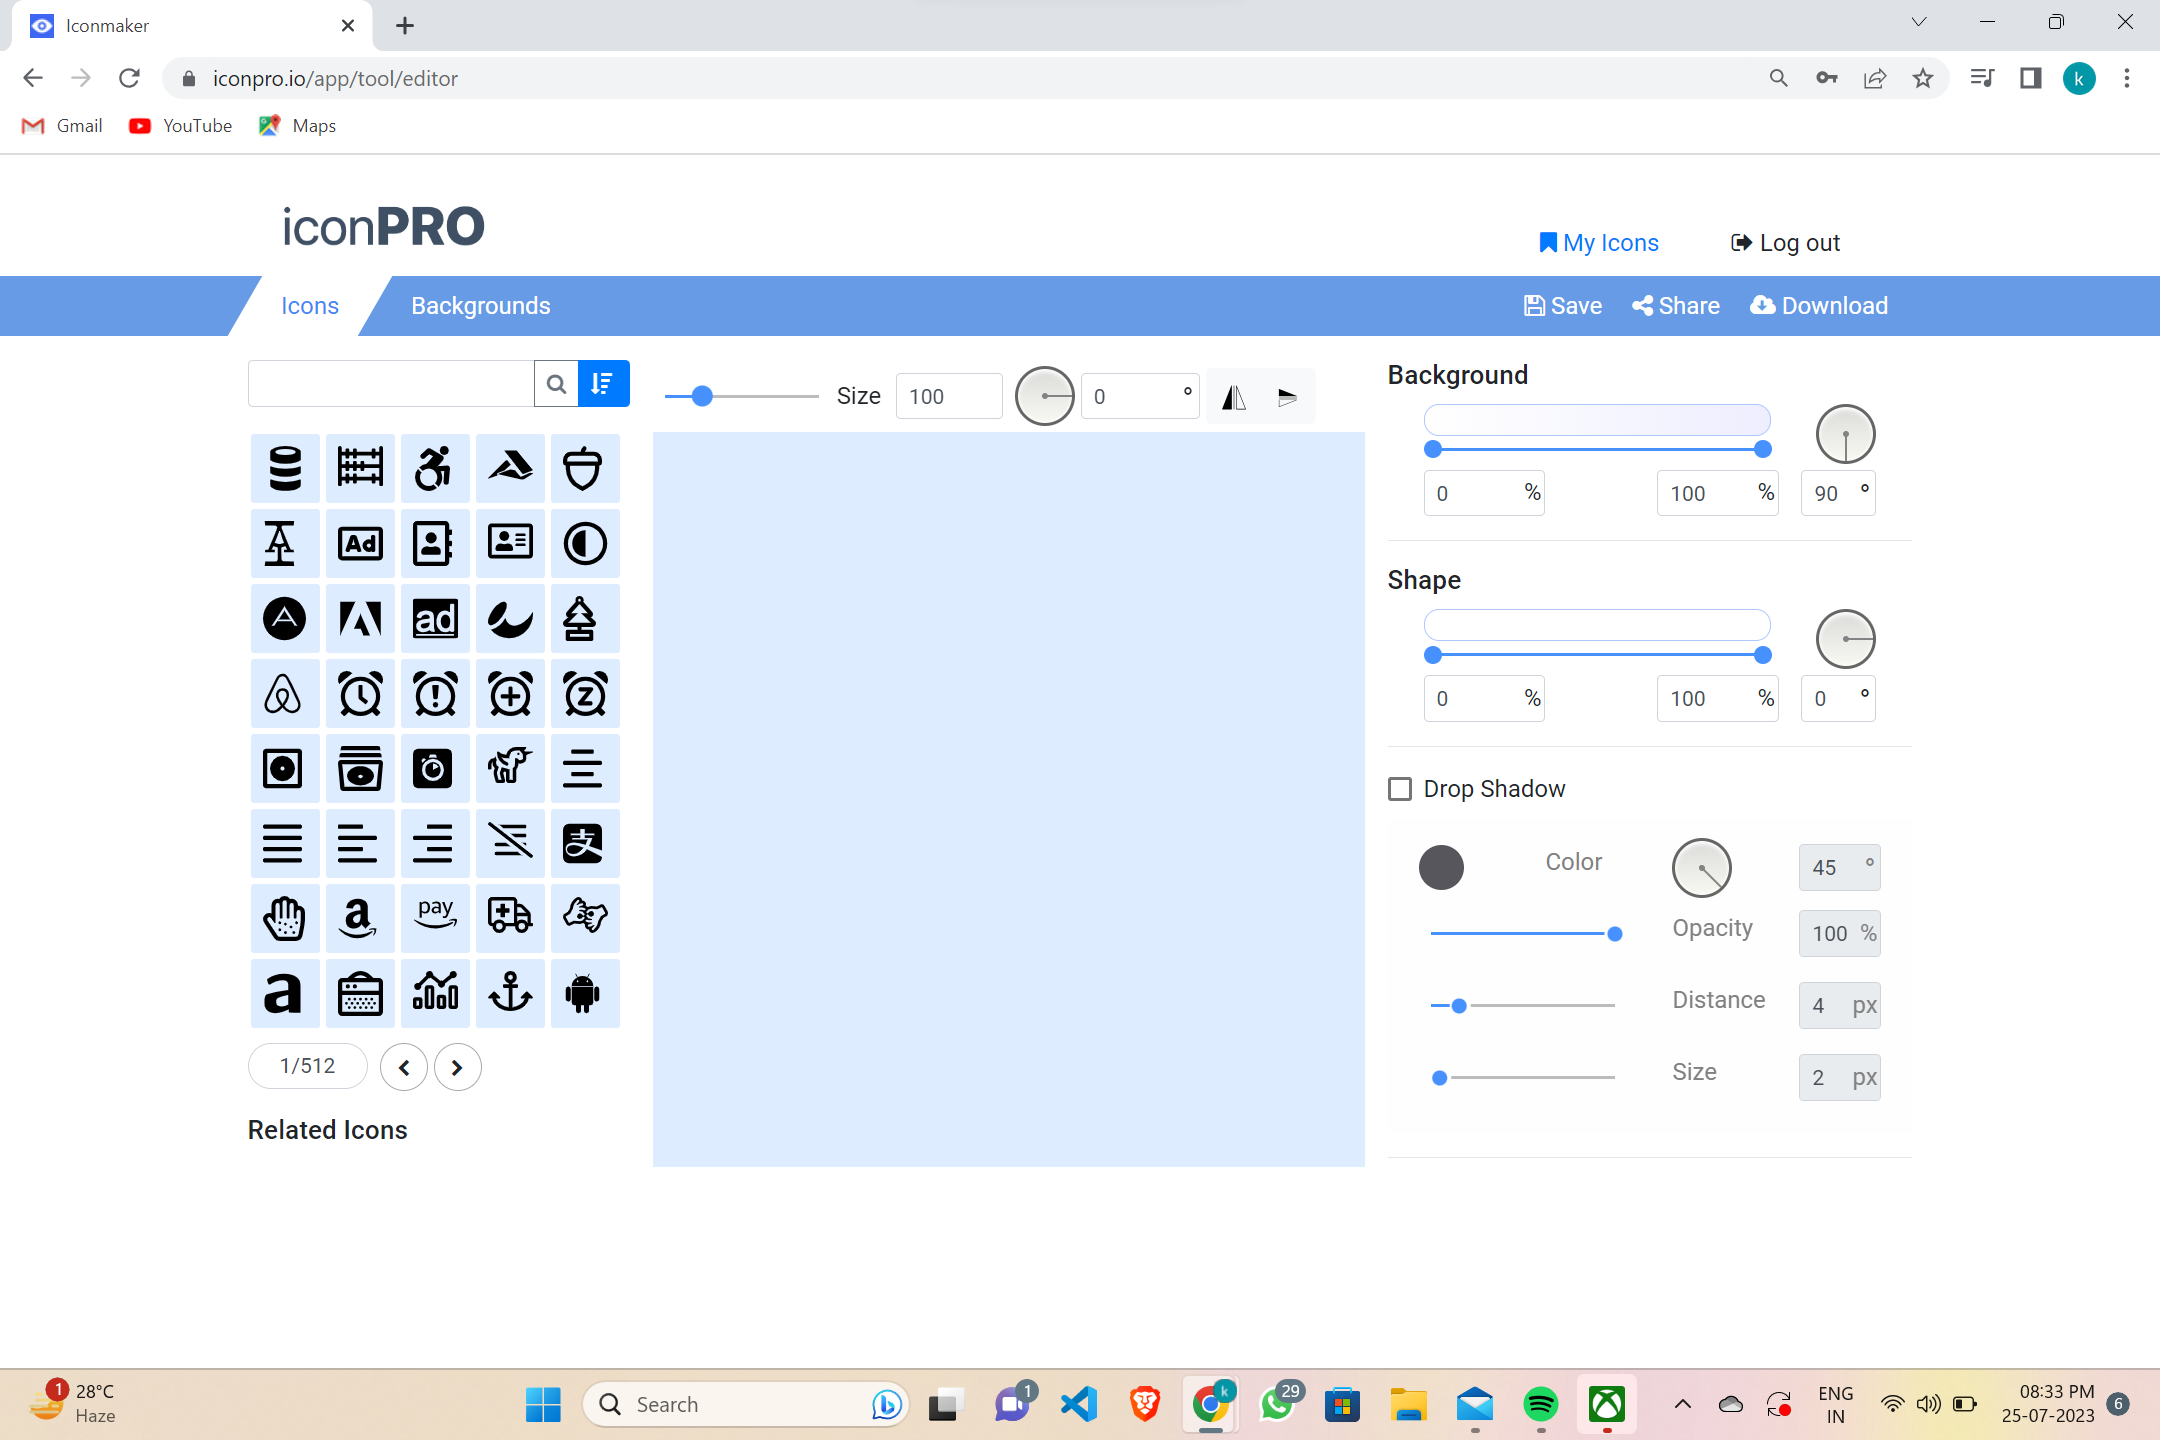 Iconmaker
iconpro.io/app/tool/editor
k
Gmail
YouTube
Maps
iconPRO
My Icons
Log out
Icons
Backgrounds
Save
Share
Download
Size
100
0 °
Background
0 %
100 %
90 °
Shape
0 %
100 %
0 °
Drop Shadow
Color
45 °
Opacity
100 %
Distance
4 px
Size
2 px
Ad
A
ad
z
支
a
pay
a
1/512
Related Icons
1
28°C
Haze
Search
1
k
29
ENG
IN
08:33 PM
25-07-2023
6